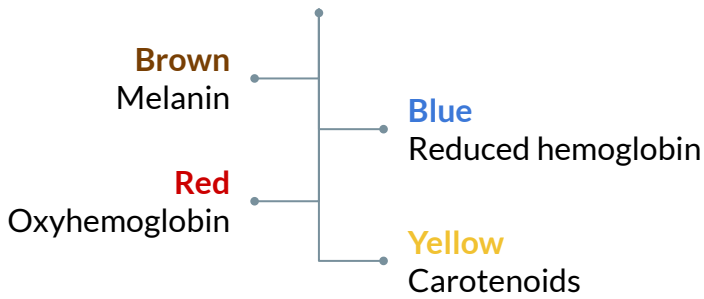 Brown
Melanin
Blue
Reduced hemoglobin
Red
Oxyhemoglobin
Yellow
Carotenoids